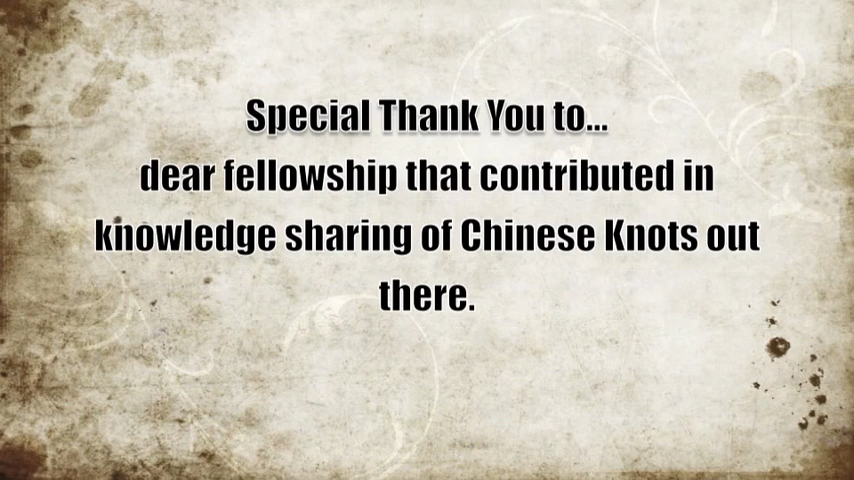 Special Thank You to...
dear fellowship that contributed in
knowledge sharing of Chinese Knots out
there.